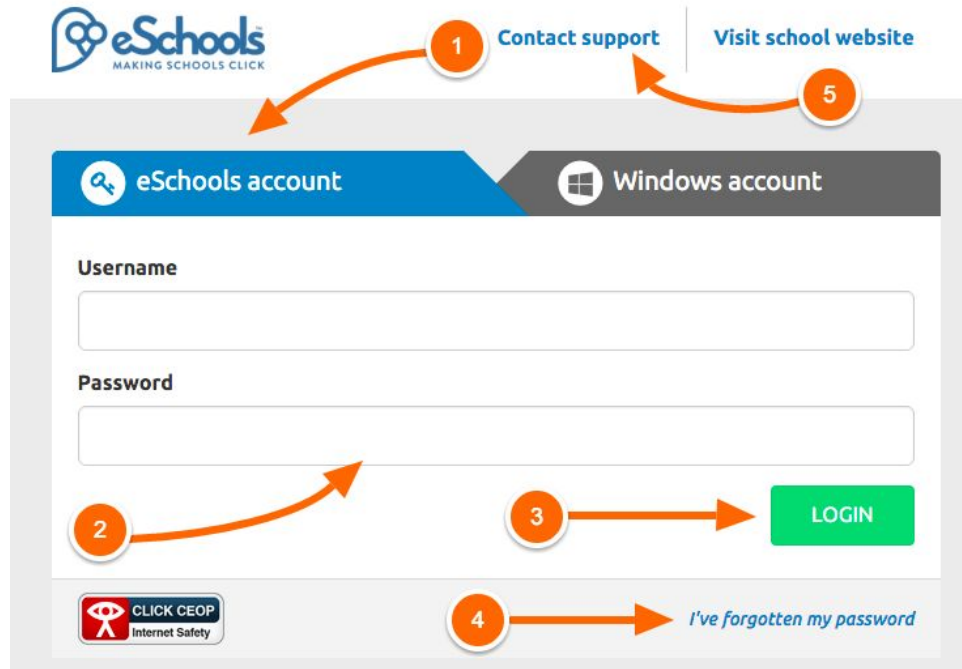 eSchools
MAKING SCHOOLS CLICK
1
Contact support
Visit school website
5
eSchools account
Windows account
Username
Password
2
3
LOGIN
CLICK CEOP
Internet Safety
4
I've forgotten my password